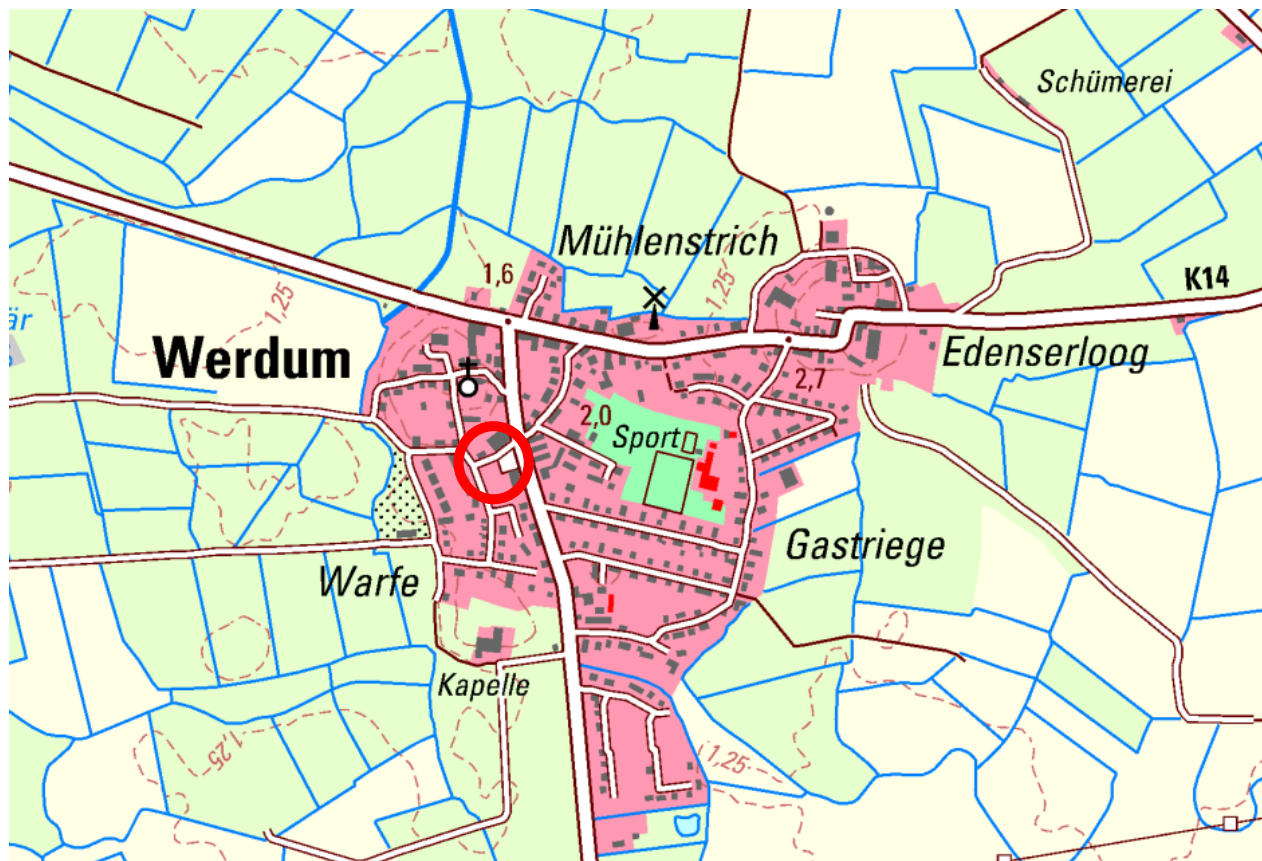 Schümerei
Mühlenstrich
1,6
1,25
1,25
K14
är
Werdum
Edenserloog
2,7
2,0
Sport
Gastriege
Warfe
Kapelle
1,25
1,25